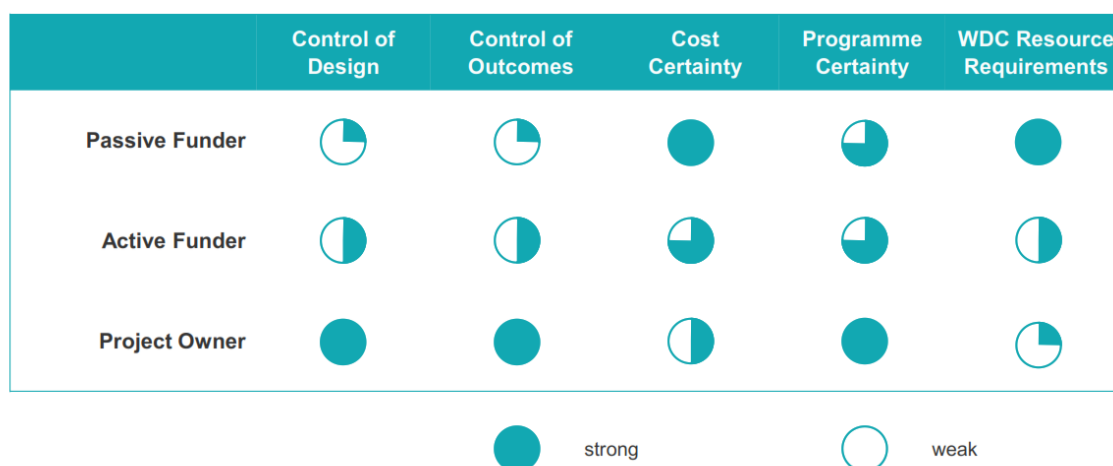 Control of Design
Control of Outcomes
Cost Certainty
Programme Certainty
WDC Resource Requirements
Passive Funder
Active Funder
Project Owner
strong
weak